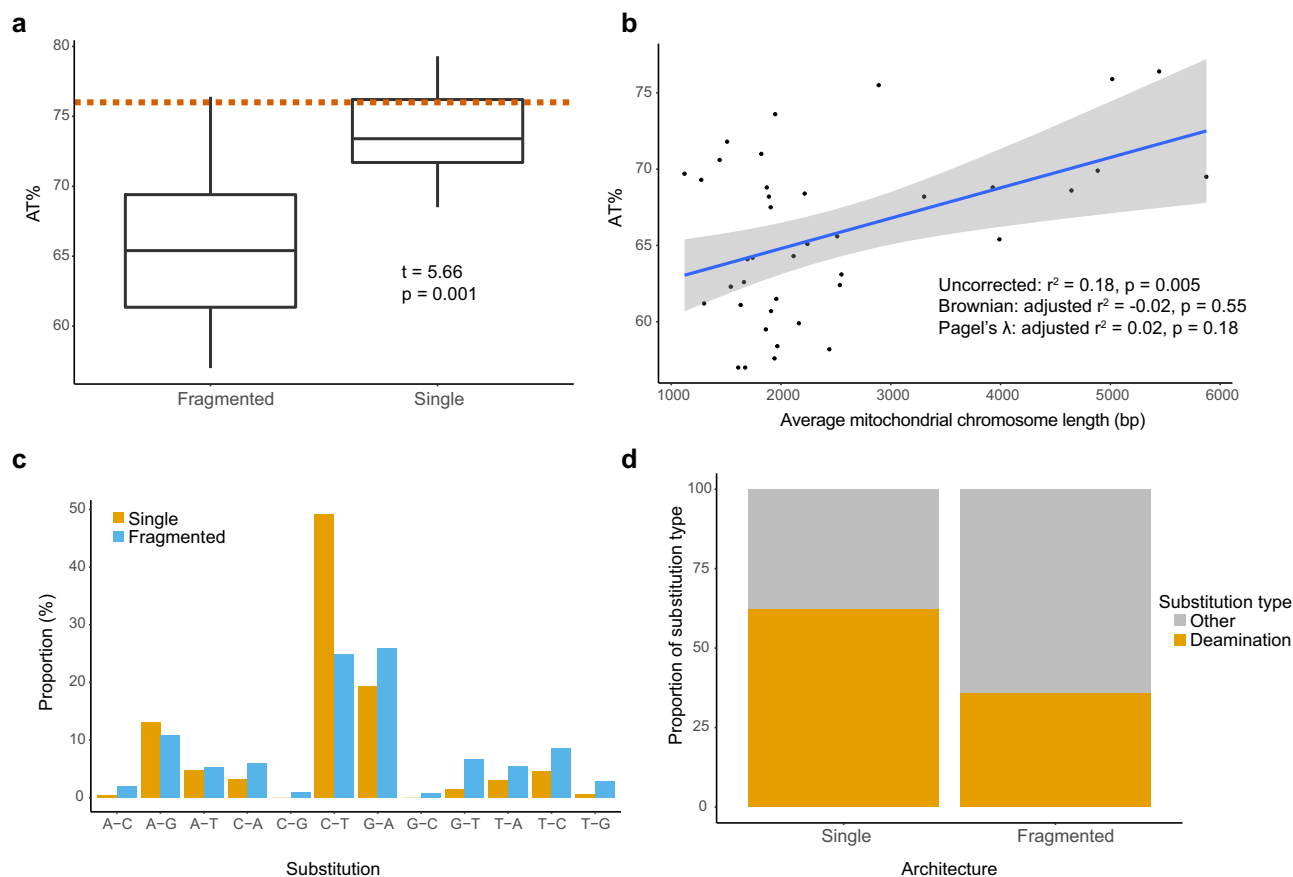 a
80
75
70
65
60
AT%
t = 5.66
p = 0.001
Fragmented
Single
b
75
70
65
60
AT%
Uncorrected: r² = 0.18, p = 0.005
Brownian: adjusted r² = -0.02, p = 0.55
Pagel's λ: adjusted r² = 0.02, p = 0.18
1000 2000 3000 4000 5000 6000
Average mitochondrial chromosome length (bp)
c
50
40
30
20
10
0
Proportion (%)
Single
Fragmented
A−C A−G A−T C−A C−G C−T G−A G−C G−T T−A T−C T−G
Substitution
d
100
75
50
25
0
Proportion of substitution type
Substitution type
Other
Deamination
Single Fragmented
Architecture